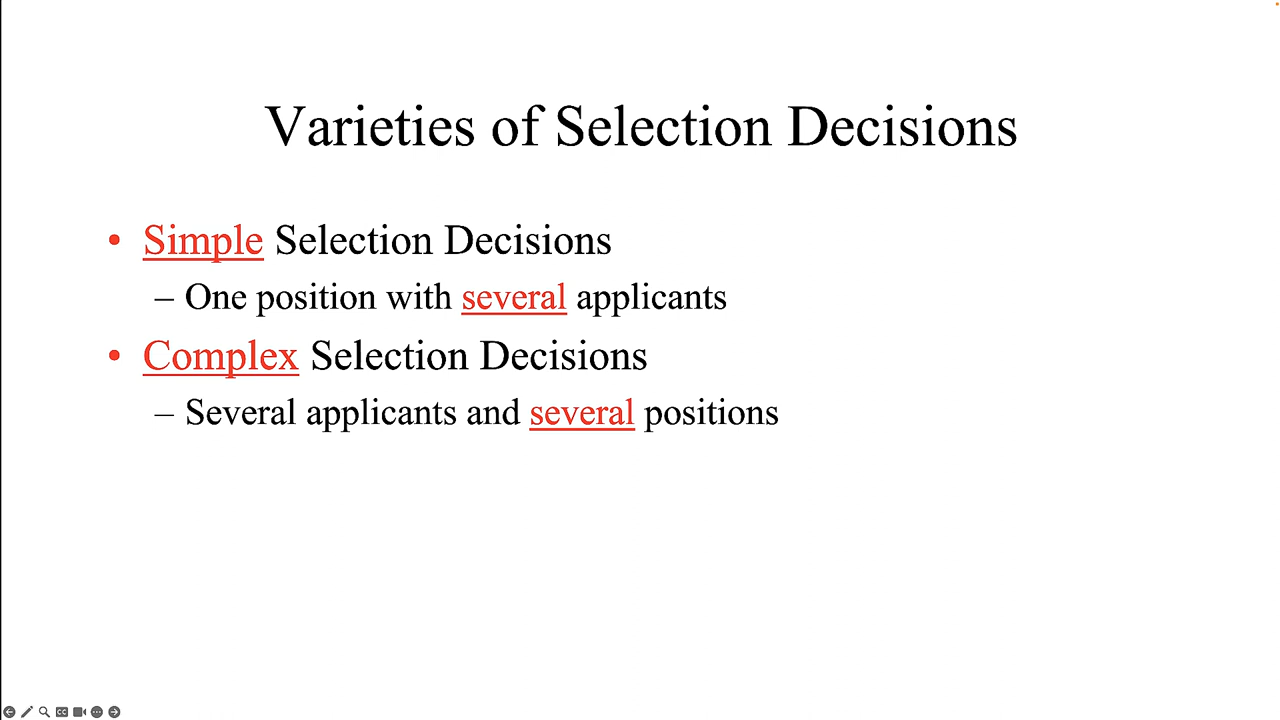 Varieties of Selection Decisions
• Simple Selection Decisions
– One position with several applicants
• Complex Selection Decisions
– Several applicants and several positions